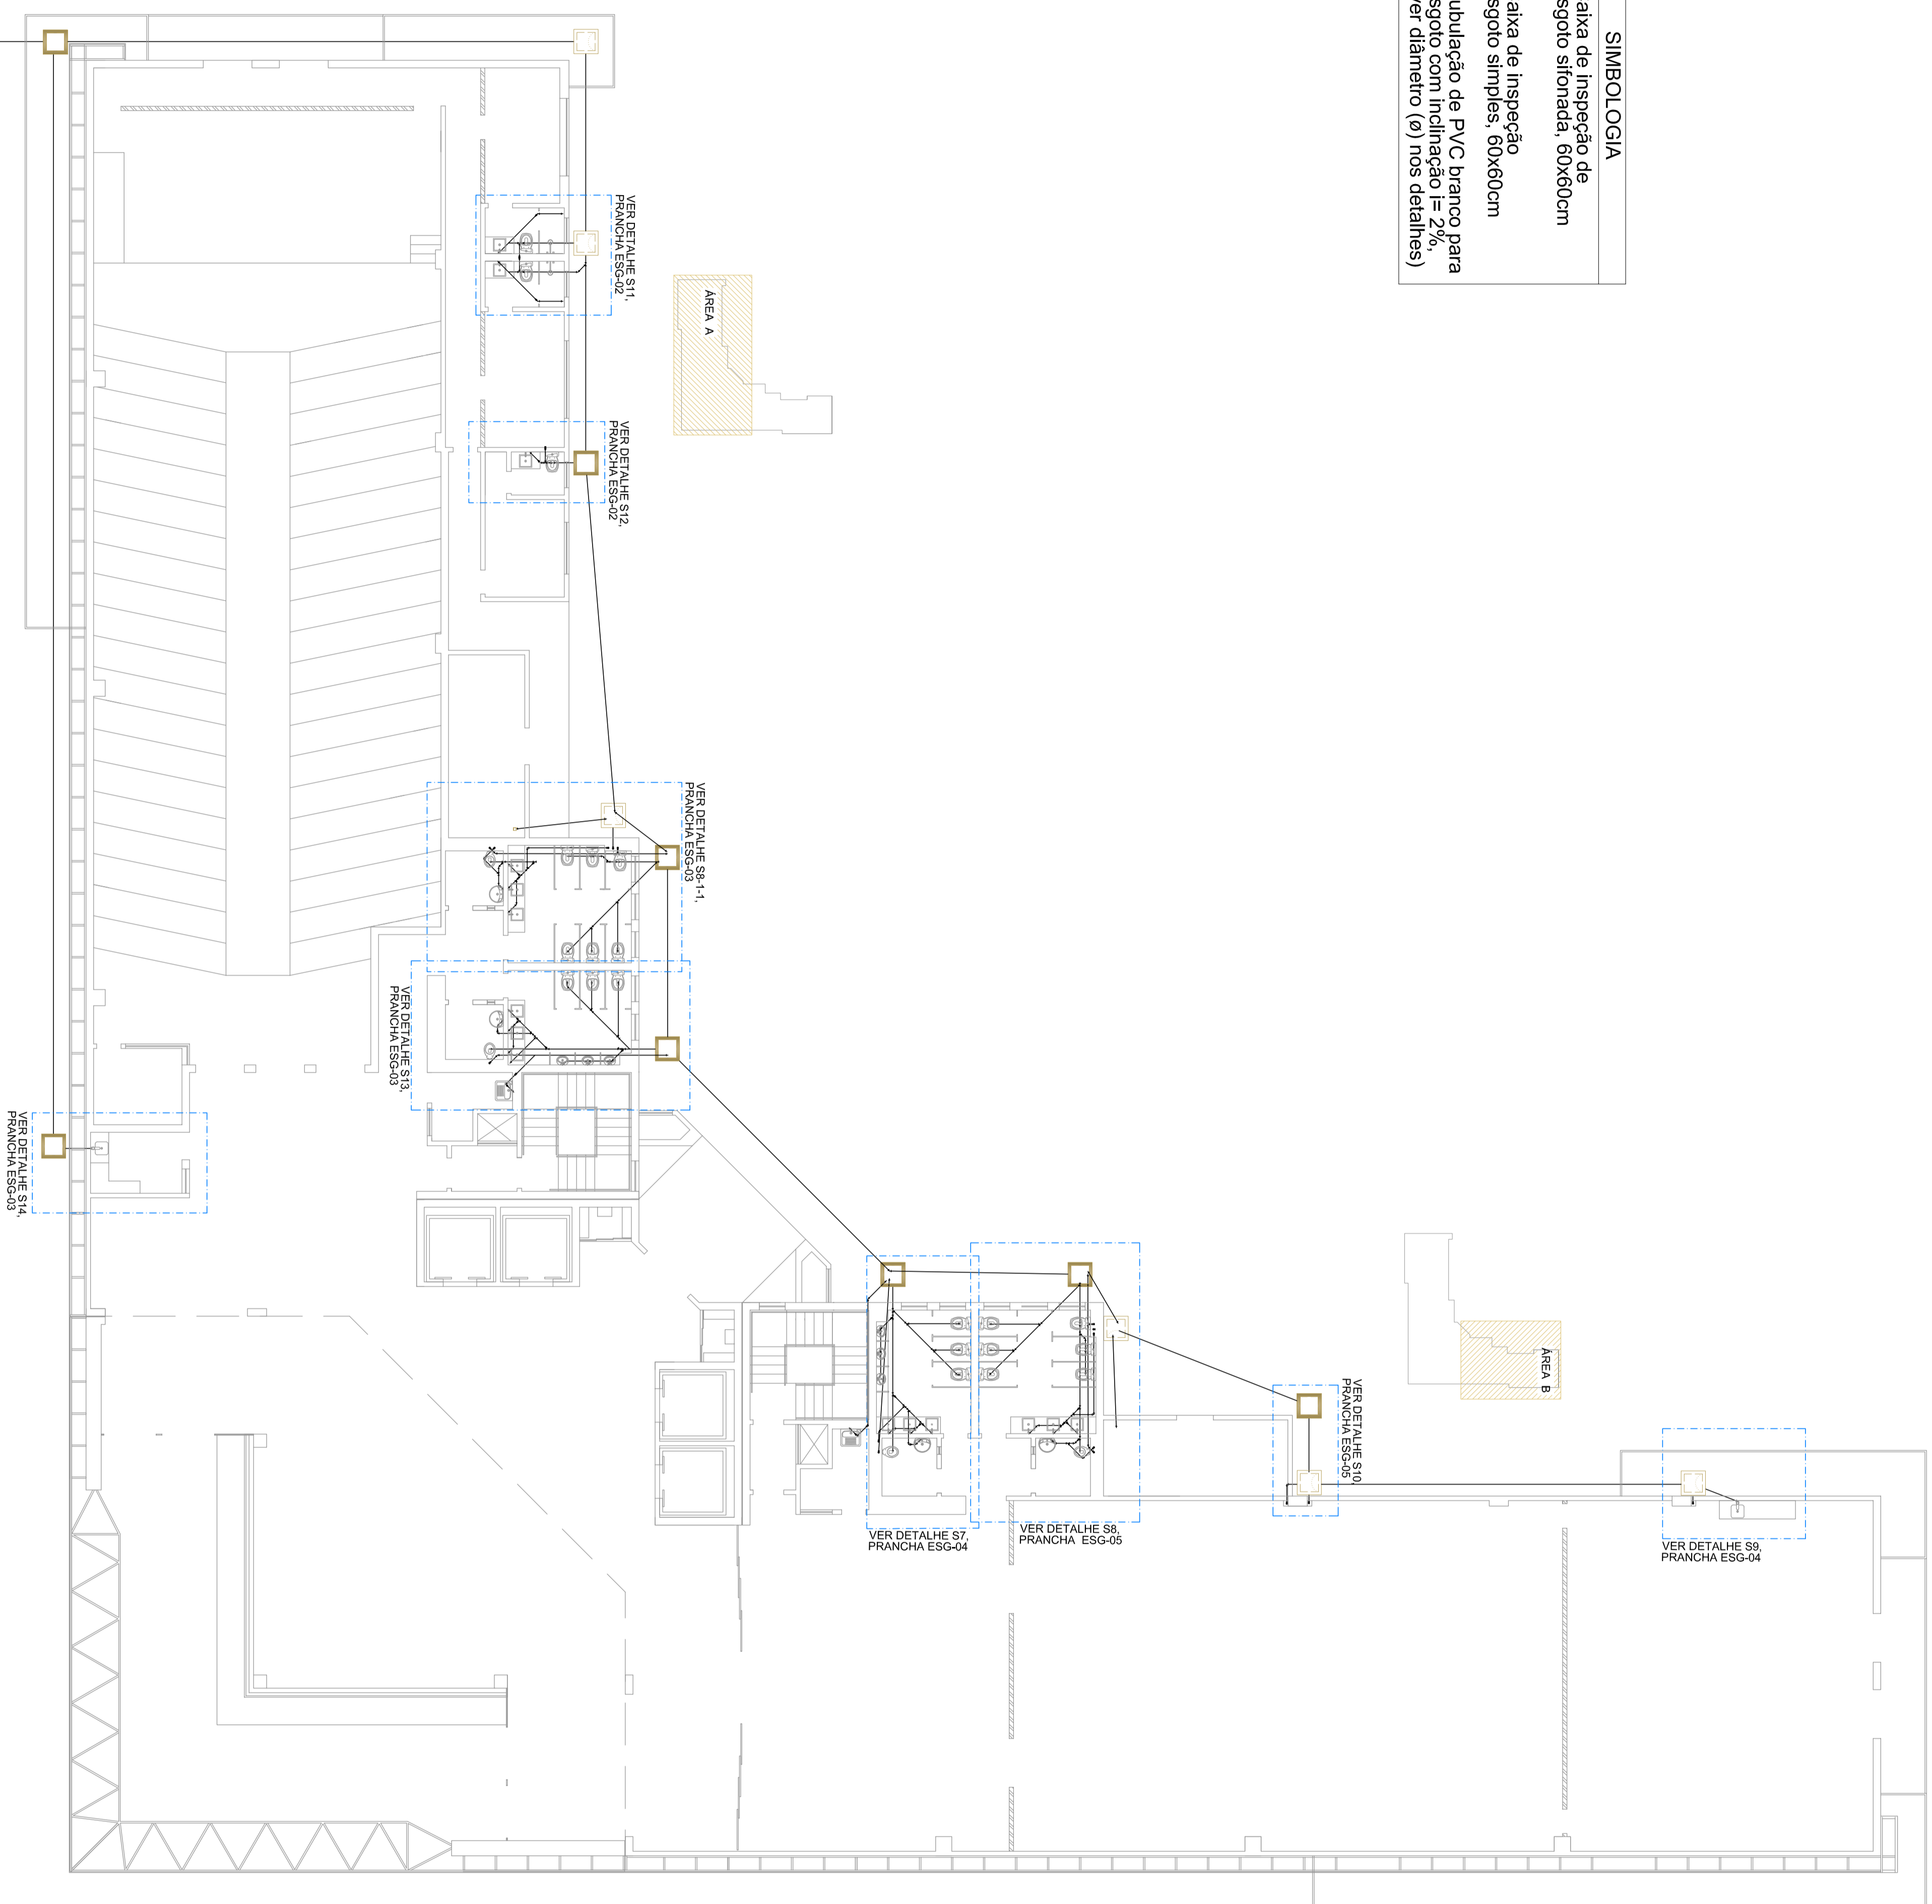 SIMBOLOGIA
aixa de inspeção de
sgoto sifonada, 60x60cm
aixa de inspeção
sgoto simples, 60x60cm
ubulação de PVC branco para
sgoto com inclinação i= 2%,
ver diâmetro (ø) nos detalhes)
VER DETALHE S11,
PRANCHA ESG-02
ÁREA A
VER DETALHE S12,
PRANCHA ESG-02
VER DETALHE S8-1-1,
PRANCHA ESG-03
VER DETALHE S13,
PRANCHA ESG-03
VER DETALHE S14,
PRANCHA ESG-03
ÁREA B
VER DETALHE S10,
PRANCHA ESG-05
VER DETALHE S7,
PRANCHA ESG-04
VER DETALHE S8,
PRANCHA ESG-05
VER DETALHE S9,
PRANCHA ESG-04